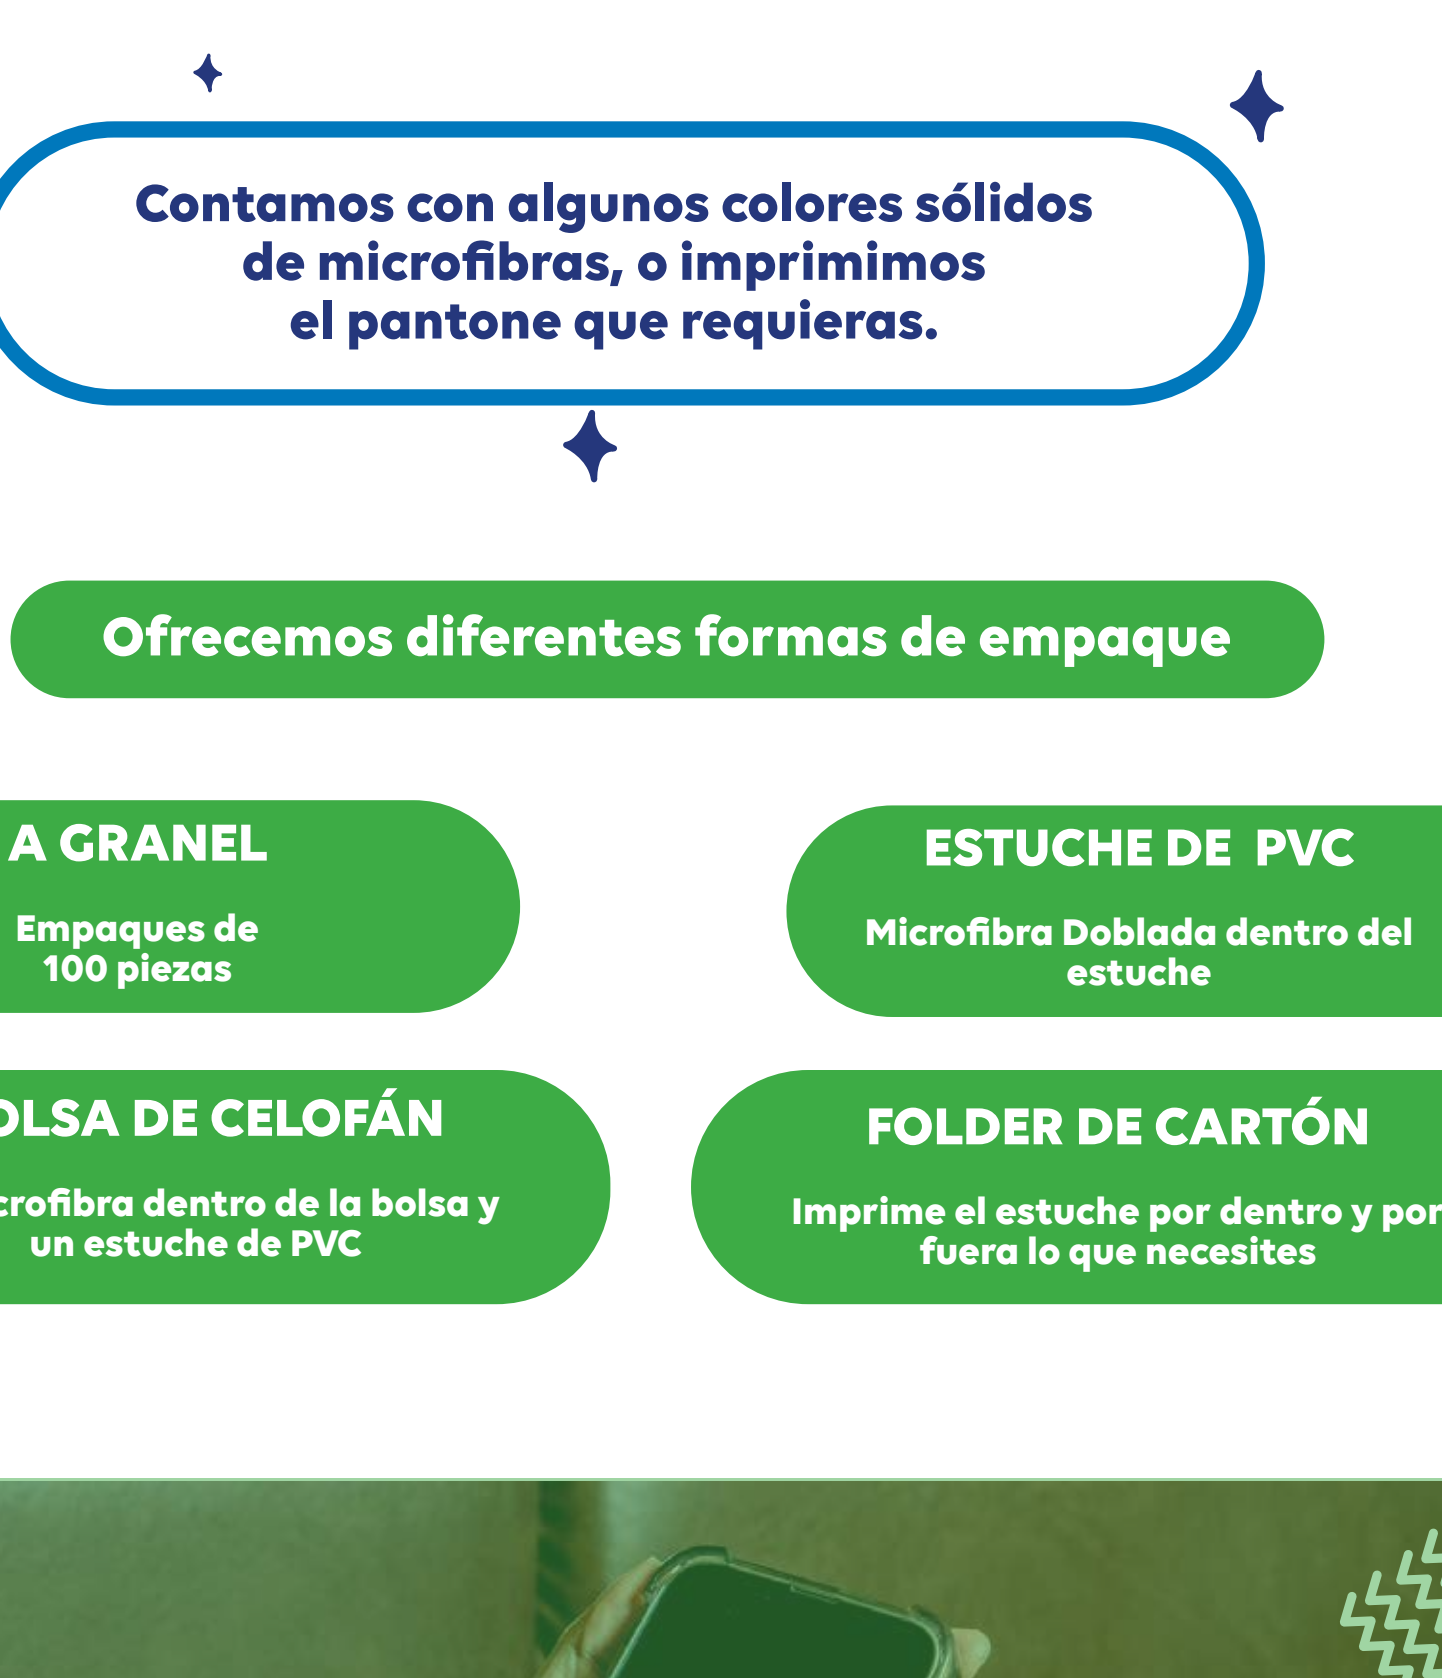 Contamos con algunos colores sólidos
de microfibras, o imprimimos
el pantone que requieras.
Ofrecemos diferentes formas de empaque
A GRANEL
Empaques de
100 piezas
ESTUCHE DE PVC
Microfibra Doblada dentro del
estuche
OLSA DE CELOFÁN
crofibra dentro de la bolsa y
un estuche de PVC
FOLDER DE CARTÓN
Imprime el estuche por dentro y por
fuera lo que necesites